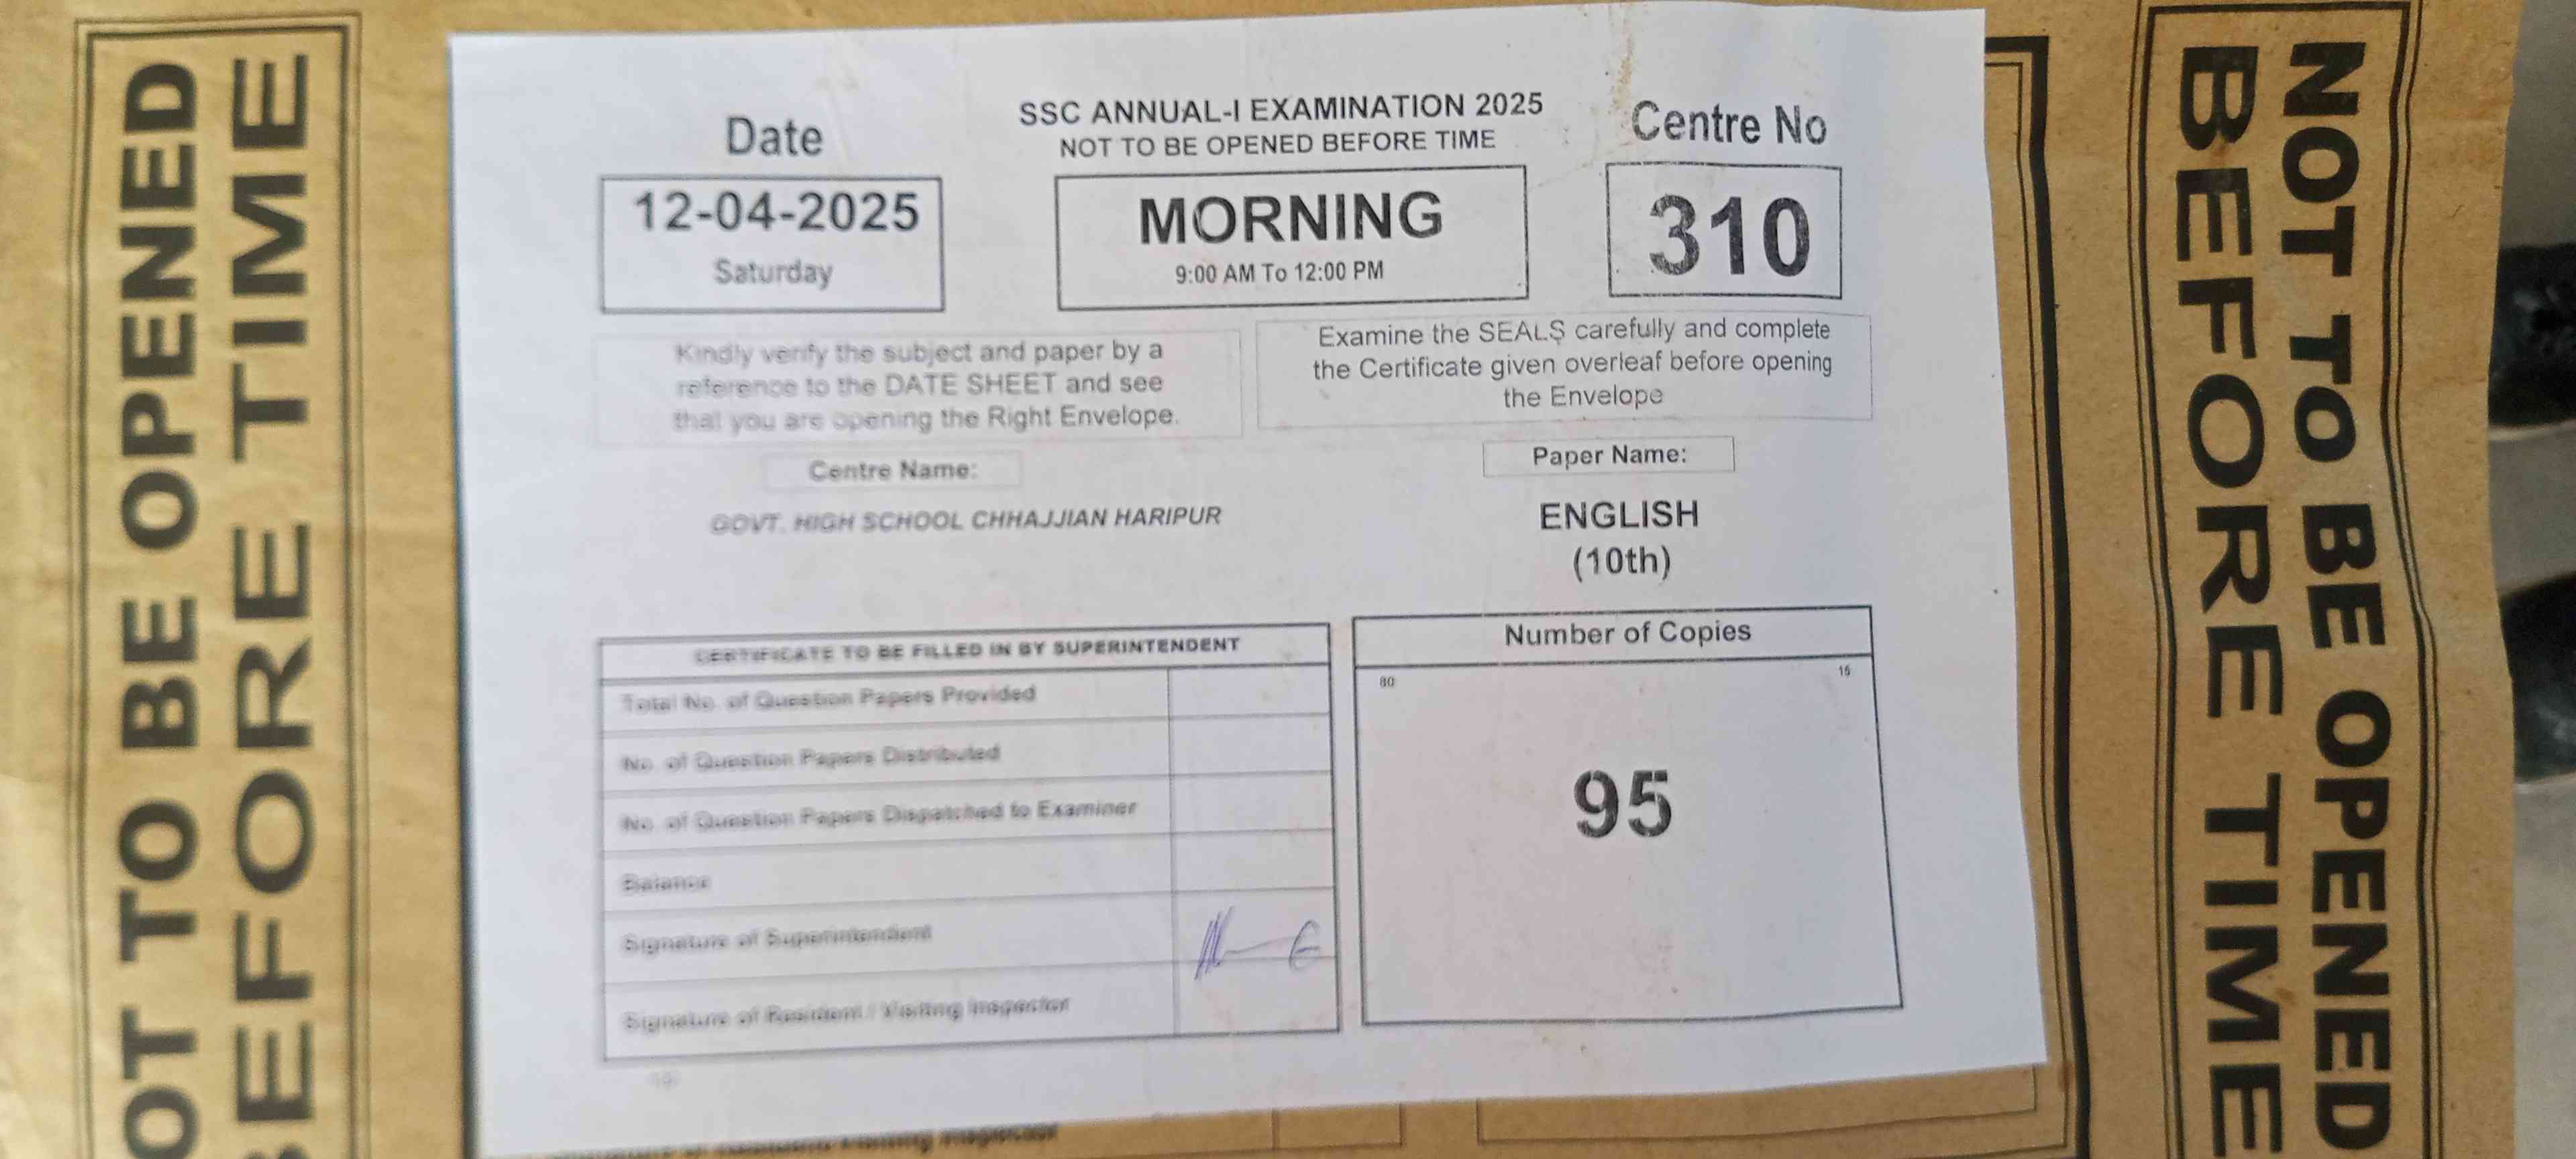 NOT TO BE OPENED
BEFORE TIME
Date
12-04-2025
Saturday
SSC ANNUAL-I EXAMINATION 2025
NOT TO BE OPENED BEFORE TIME
MORNING
9:00 AM To 12:00 PM
Centre No
310
Kindly verify the subject and paper by a
reference to the DATE SHEET and see
that you are opening the Right Envelope.
Examine the SEALS carefully and complete
the Certificate given overleaf before opening
the Envelope
Centre Name:
GOVT. HIGH SCHOOL CHHAJJIAN HARIPUR
Paper Name:
ENGLISH
(10th)
CERTIFICATE TO BE FILLED IN BY SUPERINTENDENT
Total No. of Question Papers Provided
No. of Question Papers Distributed
No. of Question Papers Dispatched to Examiner
Balance
Signature of Superintendent
Signature of Resident / Visiting Inspector
Number of Copies
80
15
95
Visiting Inspector
NOT TO BE OPENED
BEFORE TIME